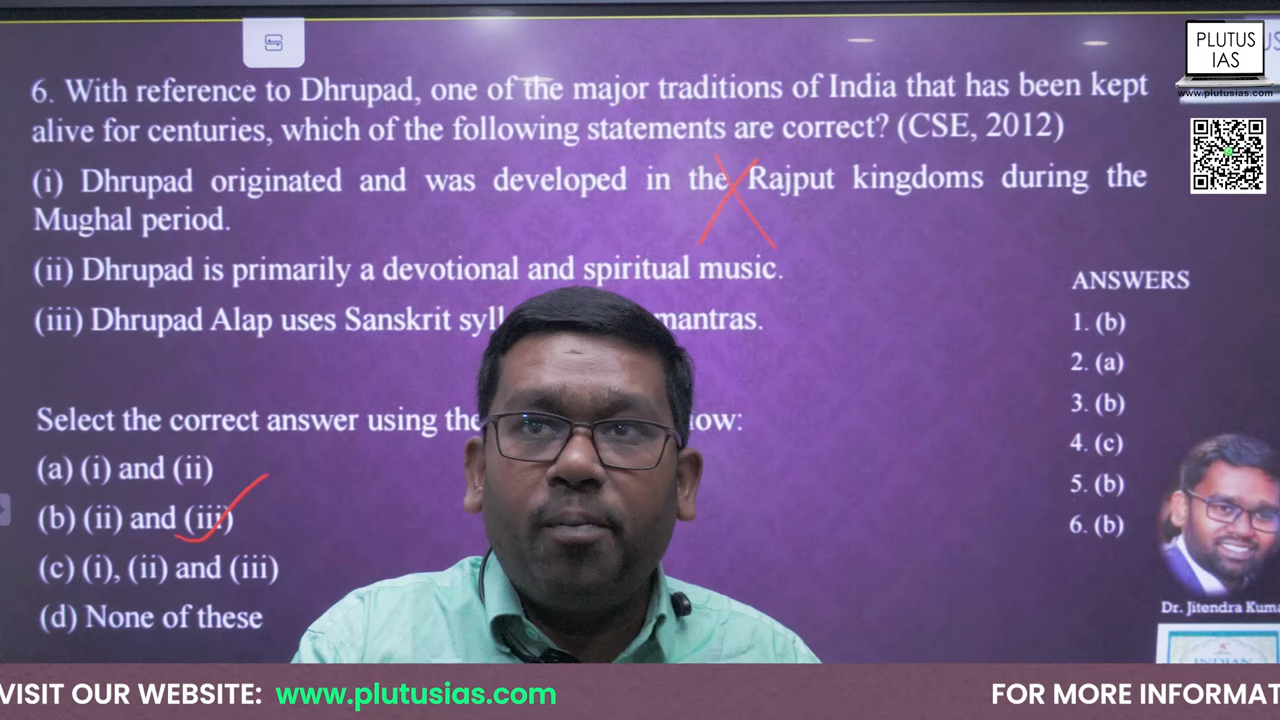 PLUTUS
IAS
www.plutusias.com
6. With reference to Dhrupad, one of the major traditions of India that has been kept
alive for centuries, which of the following statements are correct? (CSE, 2012)
(i) Dhrupad originated and was developed in the Rajput kingdoms during the
Mughal period.
(ii) Dhrupad is primarily a devotional and spiritual music.
(iii) Dhrupad Alap uses Sanskrit mantras.
Select the correct answer using the
(a) (i) and (ii)
(b) (ii) and (iii)
(c) (i), (ii) and (iii)
(d) None of these
ANSWERS
1. (b)
2. (a)
3. (b)
4. (c)
5. (b)
6. (b)
Dr. Jitendra
INDIAN
VISIT OUR WEBSITE: www.plutusias.com
FOR MORE